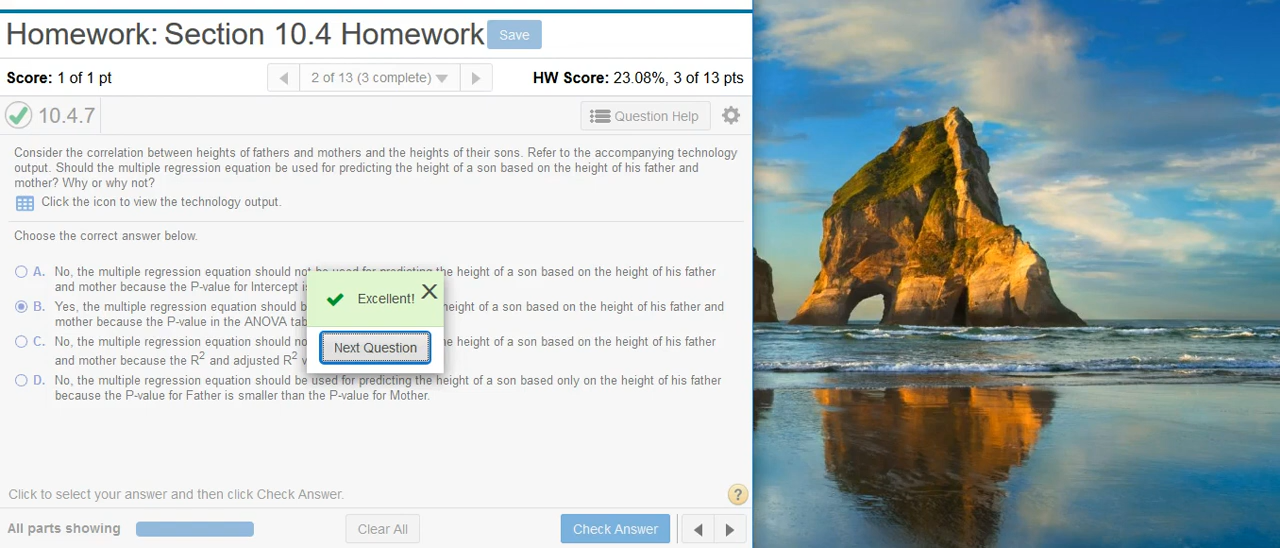 Homework: Section 10.4 Homework Save
Score: 1 of 1 pt
2 of 13 (3 complete)
HW Score: 23.08%, 3 of 13 pts
10.4.7
Question Help
Consider the correlation between heights of fathers and mothers and the heights of their sons. Refer to the accompanying technology
output. Should the multiple regression equation be used for predicting the height of a son based on the height of his father and
mother? Why or why not?
Click the icon to view the technology output.
Choose the correct answer below.
A. No, the multiple regression equation should not be used for predicting the height of a son based on the height of his father
and mother because the P-value for Intercept
B. Yes, the multiple regression equation should height of a son based on the height of his father and
mother because the P-value in the ANOVA
C. No, the multiple regression equation should the height of a son based on the height of his father
and mother because the R² and adjusted R²
D. No, the multiple regression equation should be used for predicting the height of a son based only on the height of his father
because the P-value for Father is smaller than the P-value for Mother.
Excellent!
Next Question
Click to select your answer and then click Check Answer.
?
All parts showing
Clear All
Check Answer